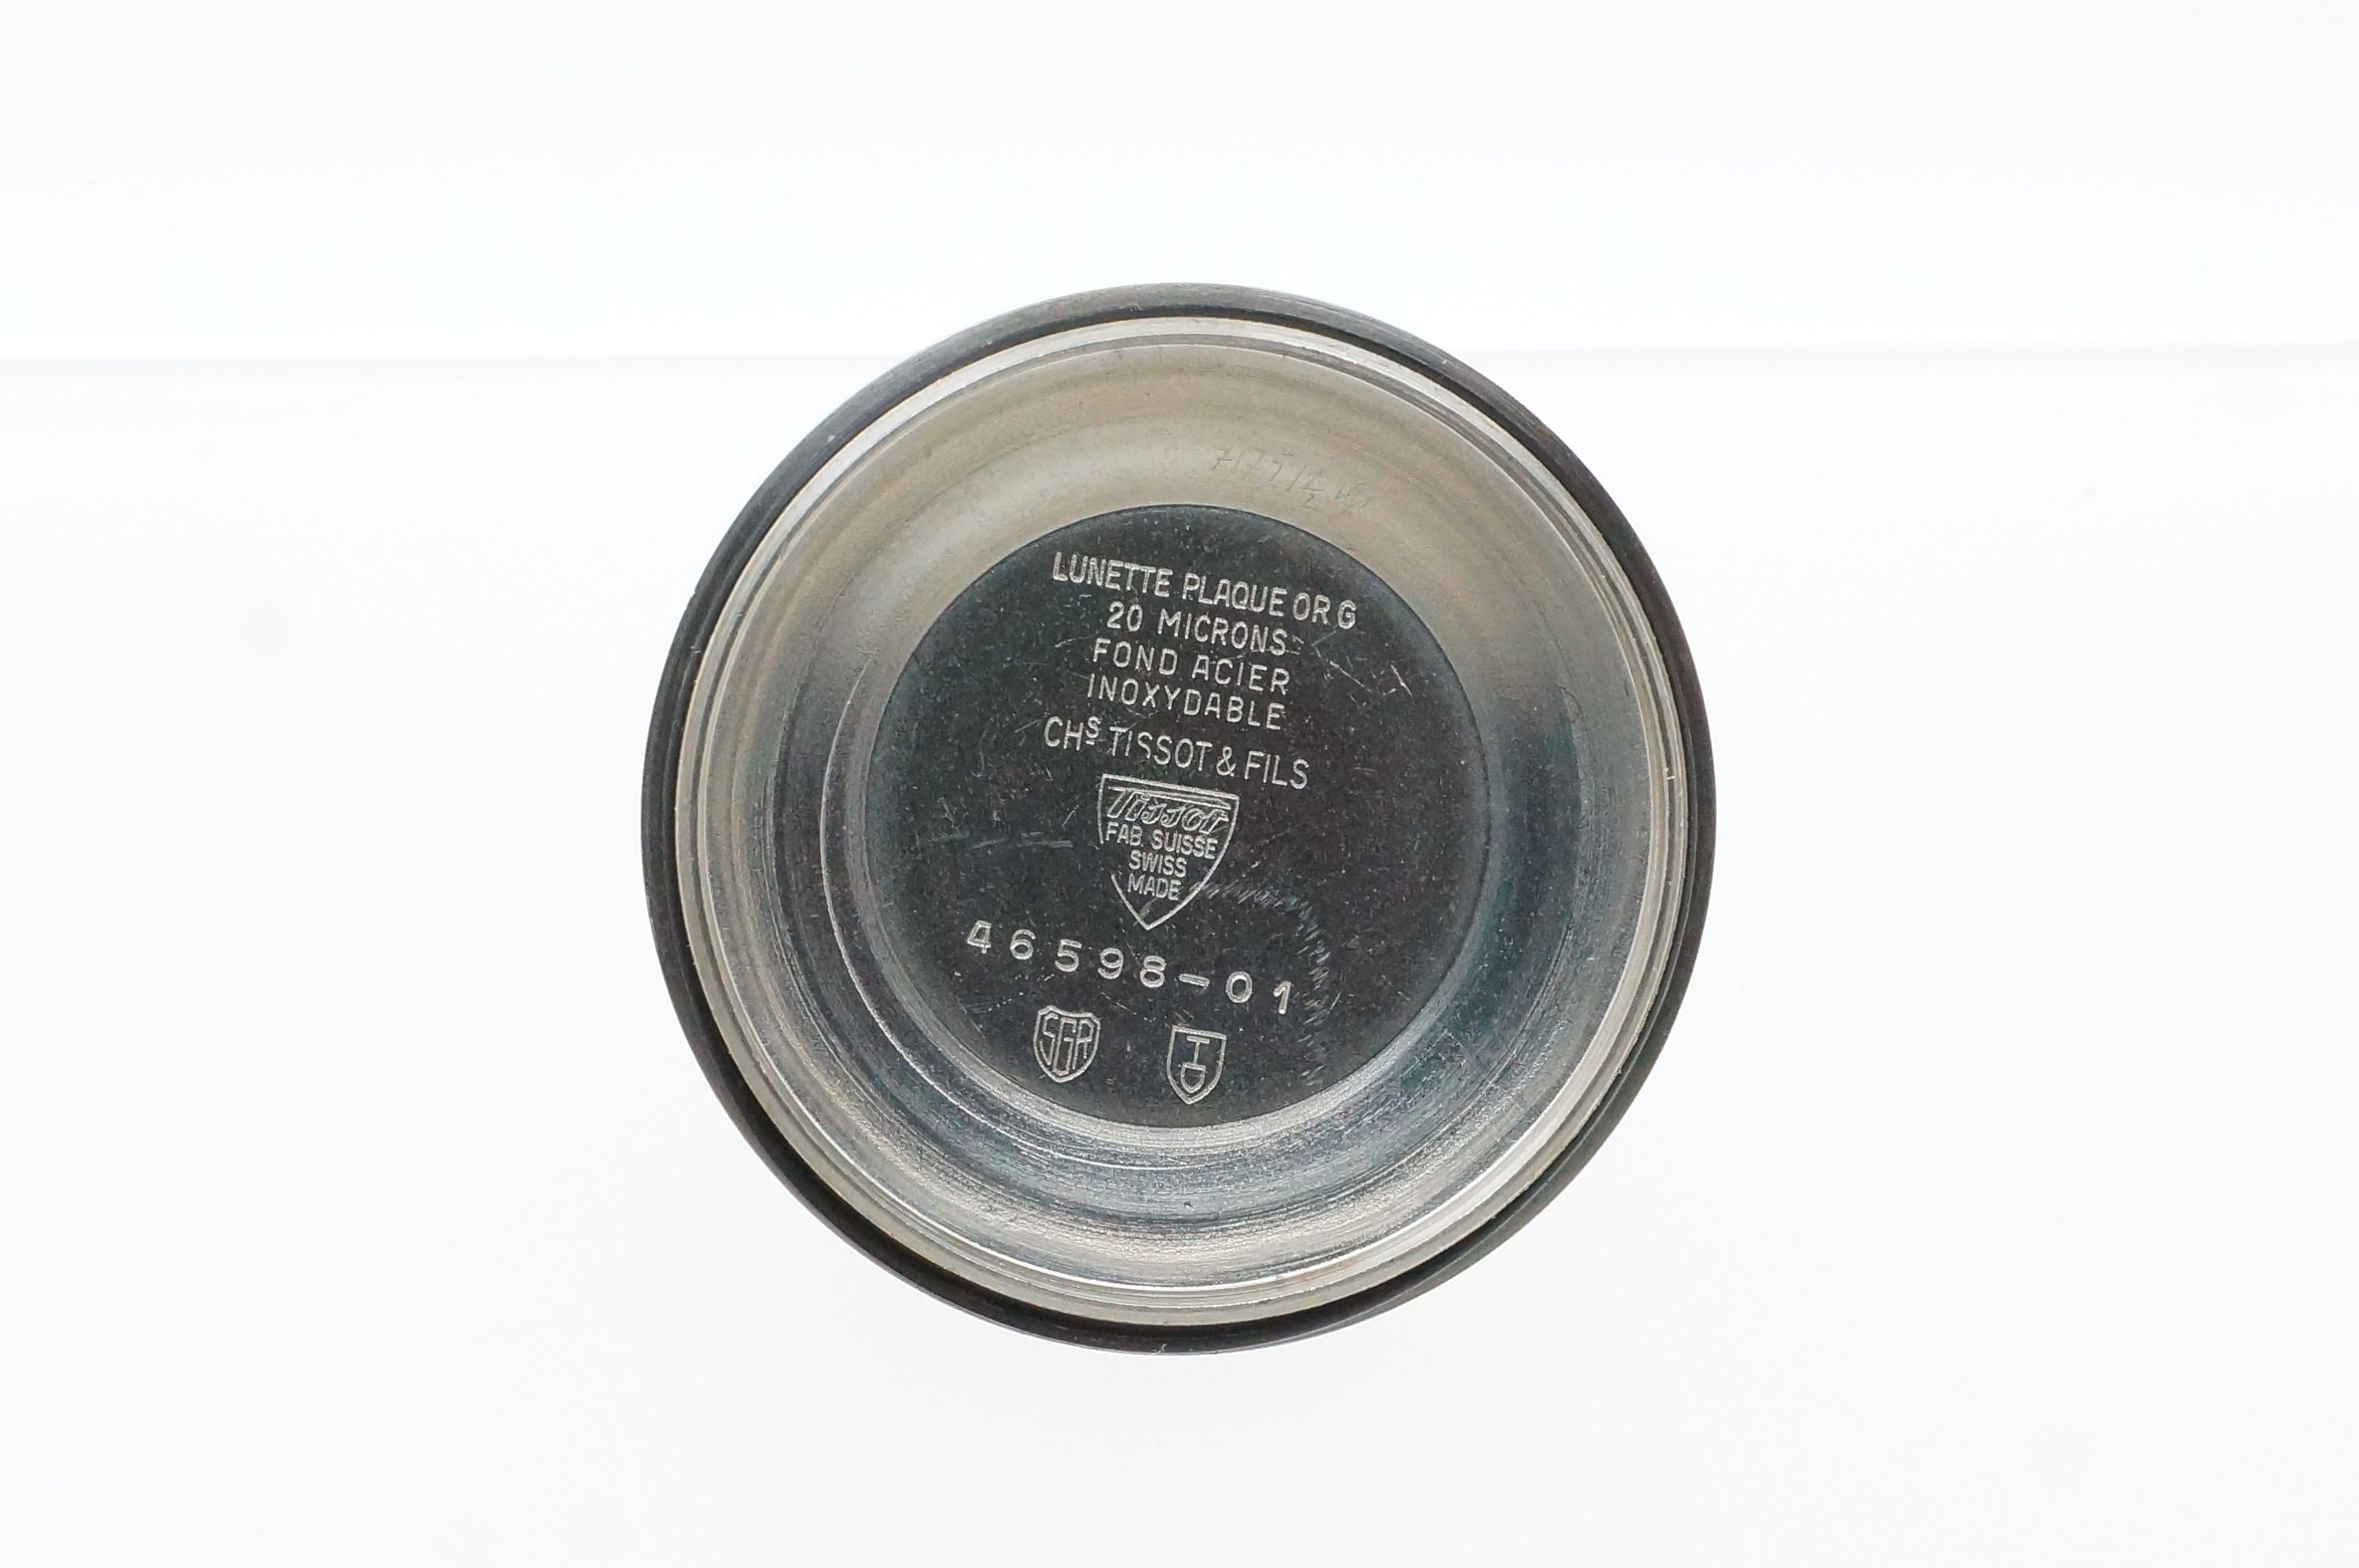 LUNETTE PLAQUE OR G
20 MICRONS
FOND ACIER
INOXYDABLE
CHS TISSOT & FILS
Tissot
FAB. SUISSE
SWISS
MADE
46598-01
SGR
TD